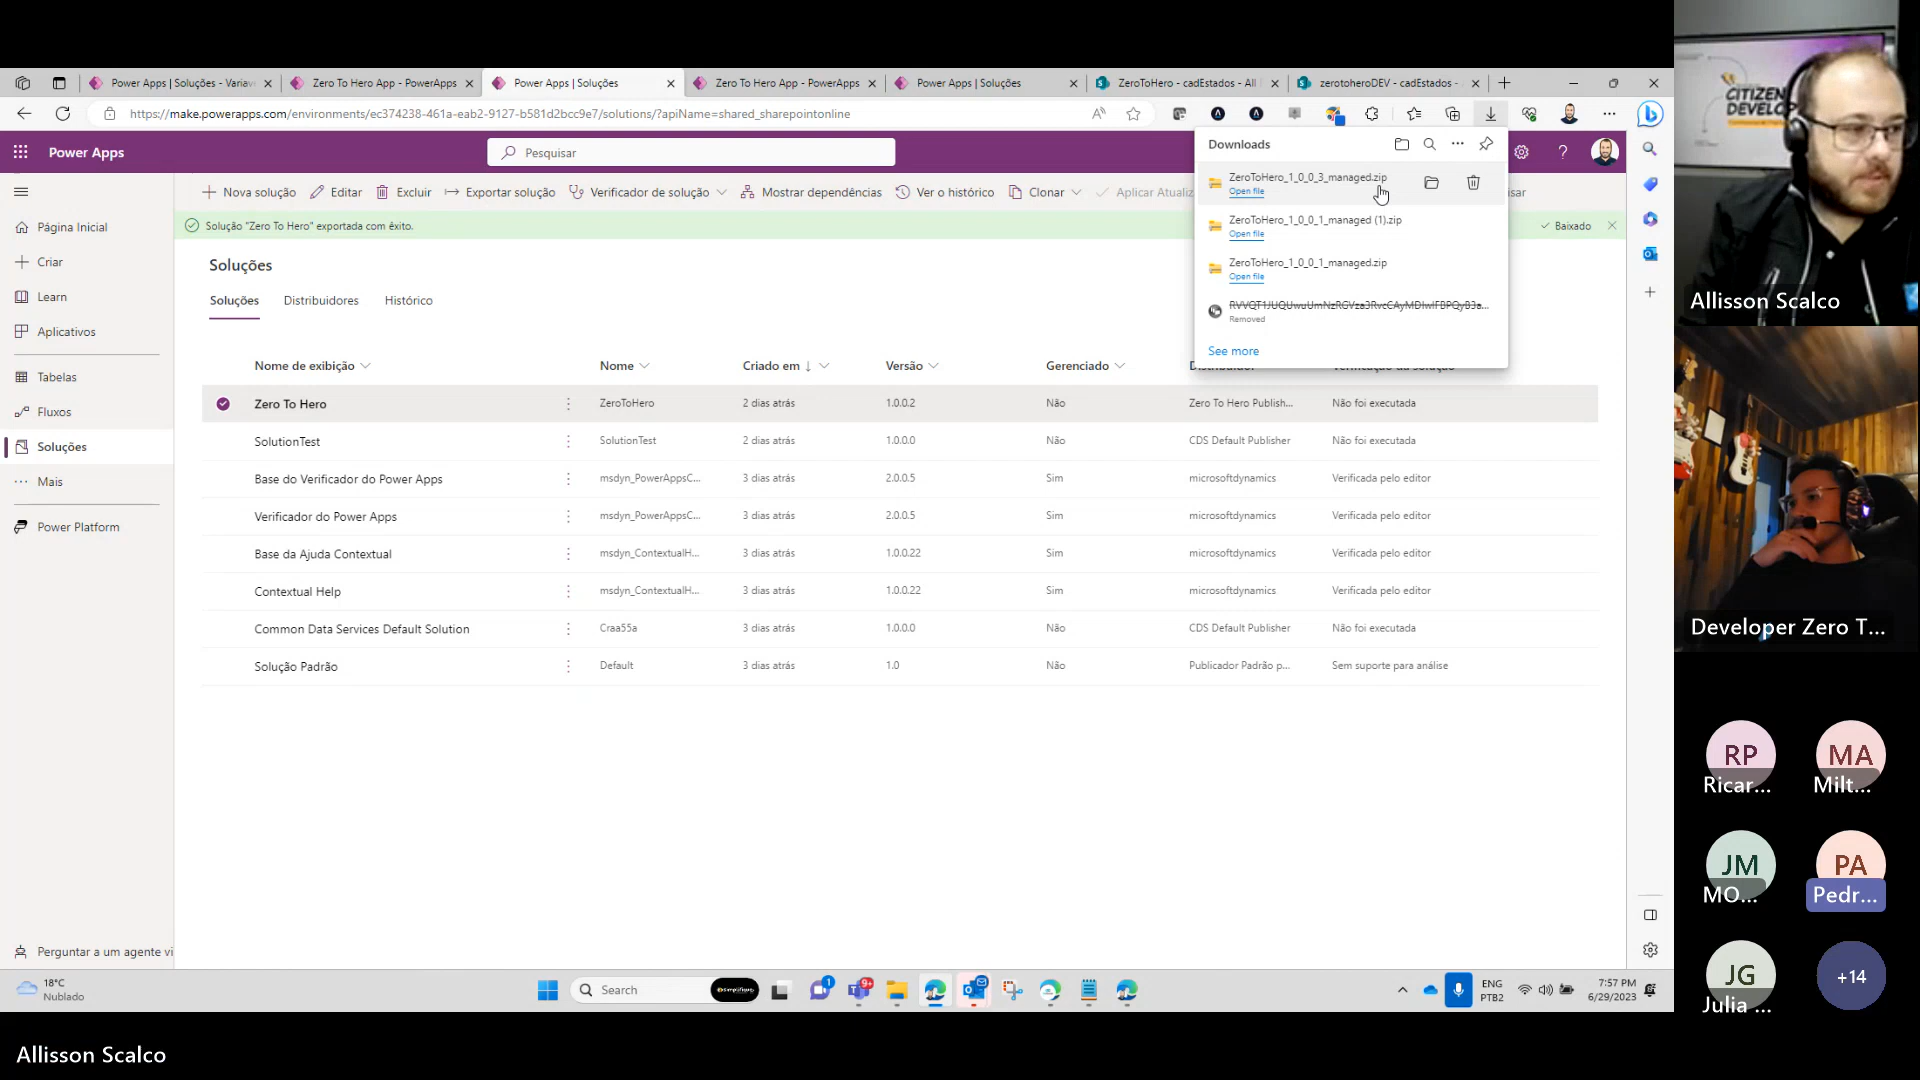 Power Apps | Soluções - Variav
Zero To Hero App - PowerApps
Power Apps | Soluções
Zero To Hero App - PowerApps
Power Apps | Soluções
ZeroToHero - cadEstados - All
zerotoheroDEV - cadEstados -
https://make.powerapps.com/environments/ec374238-461a-eab2-9127-b581d2bcc9e7/solutions/?apiName=shared_sharepointonline
Power Apps
Pesquisar
Nova solução
Editar
Excluir
Exportar solução
Verificador de solução
Mostrar dependências
Ver o histórico
Clonar
Aplicar Atualiz
Solução "Zero To Hero" exportada com êxito.
Baixado
Downloads
ZeroToHero_1_0_0_3_managed.zip
Open file
ZeroToHero_1_0_0_1_managed (1).zip
Open file
ZeroToHero_1_0_0_1_managed.zip
Open file
Removed
See more
Página Inicial
Criar
Learn
Aplicativos
Tabelas
Fluxos
Soluções
Mais
Power Platform
Perguntar a um agente vi
Soluções
Soluções
Distribuidores
Histórico
Nome de exibição
Nome
Criado em
Versão
Gerenciado
Zero To Hero ZeroToHero 2 dias atrás 1.0.0.2 Não Zero To Hero Publish... Não foi executada
SolutionTest SolutionTest 2 dias atrás 1.0.0.0 Não CDS Default Publisher Não foi executada
Base do Verificador do Power Apps msdyn_PowerAppsC... 3 dias atrás 2.0.0.5 Sim microsoftdynamics Verificada pelo editor
Verificador do Power Apps msdyn_PowerAppsC... 3 dias atrás 2.0.0.5 Sim microsoftdynamics Verificada pelo editor
Base da Ajuda Contextual msdyn_ContextualH... 3 dias atrás 1.0.0.22 Sim microsoftdynamics Verificada pelo editor
Contextual Help msdyn_ContextualH... 3 dias atrás 1.0.0.22 Sim microsoftdynamics Verificada pelo editor
Common Data Services Default Solution Craa55a 3 dias atrás 1.0.0.0 Não CDS Default Publisher Não foi executada
Solução Padrão Default 3 dias atrás 1.0 Não Publicador Padrão p... Sem suporte para análise
18°C
Nublado
Search
ENG
PTB2
7:57 PM
6/29/2023
CITIZEN
DEVELO
Allisson Scalco
Developer Zero T...
RP
Ricar...
MA
Milt...
JM
MO...
PA
Pedr...
JG
Julia ...
+14
Allisson Scalco